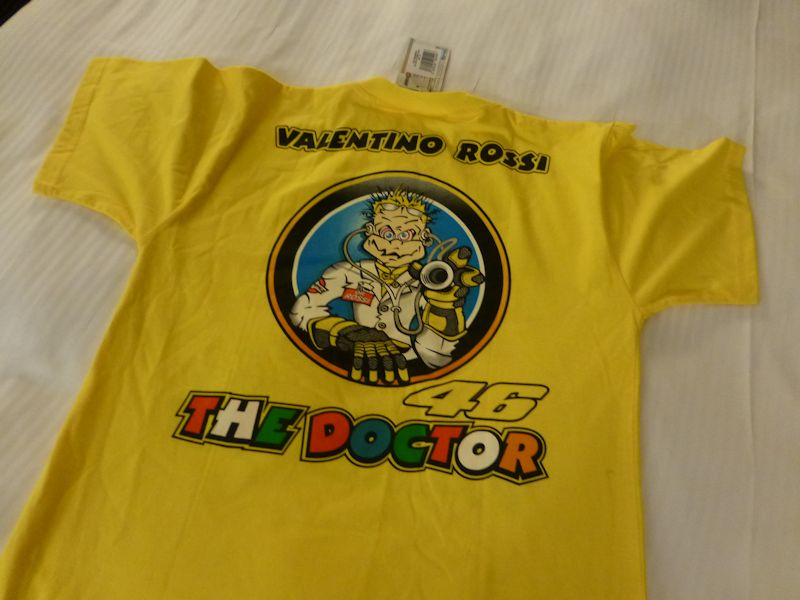 VALENTINO ROSSI
46
THE DOCTOR